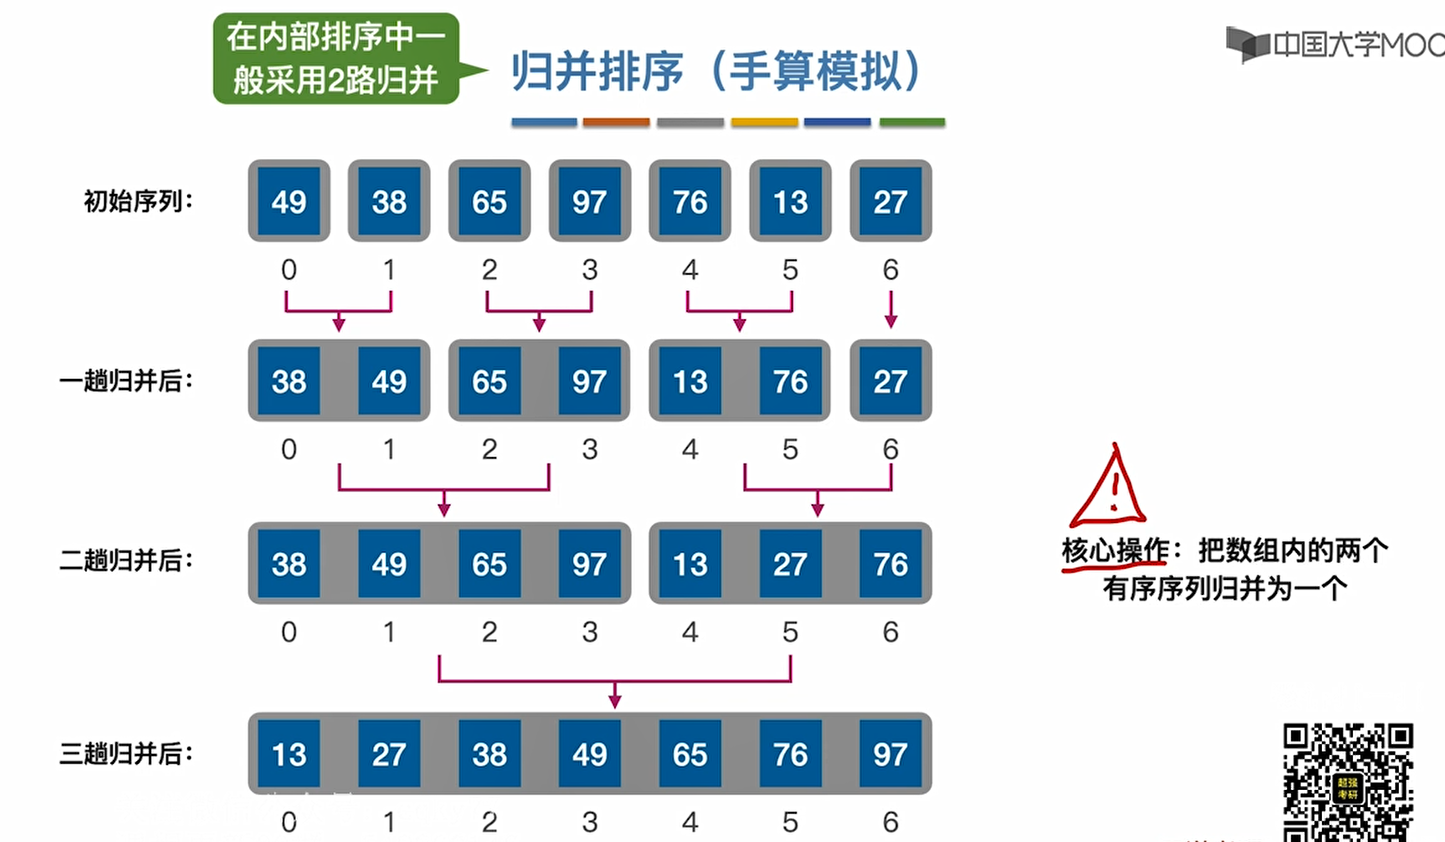 在内部排序中一
般采用2路归并
归并排序（手算模拟）
中国大学MOC
初始序列：
49 38 65 97 76 13 27
0 1 2 3 4 5 6
一趟归并后：
38 49 65 97 13 76 27
0 1 2 3 4 5 6
二趟归并后：
38 49 65 97 13 27 76
0 1 2 3 4 5 6
!
核心操作：把数组内的两个
有序序列归并为一个
三趟归并后：
13 27 38 49 65 76 97
0 1 2 3 4 5 6
超强
考研